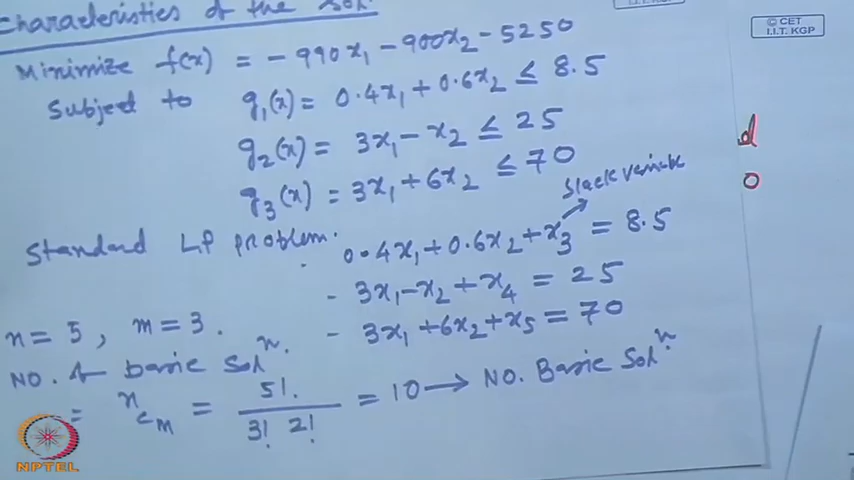 Characteristics of the Sol.
© CET
I.I.T. KGP
Minimize f(x) = -990x₁ - 900x₂ - 5250
Subject to g₁(x) = 0.4x₁ + 0.6x₂ ≤ 8.5
g₂(x) = 3x₁ - x₂ ≤ 25
g₃(x) = 3x₁ + 6x₂ ≤ 70
Slack variable
Standard LP problem.
0.4x₁ + 0.6x₂ + x₃ = 8.5
- 3x₁ - x₂ + x₄ = 25
- 3x₁ + 6x₂ + x₅ = 70
n = 5, m = 3.
NO. of basic Solⁿ.
= ⁿcₘ = 5!. / 3! 2! = 10 → NO. Basic Solⁿ.
d
0
NPTEL